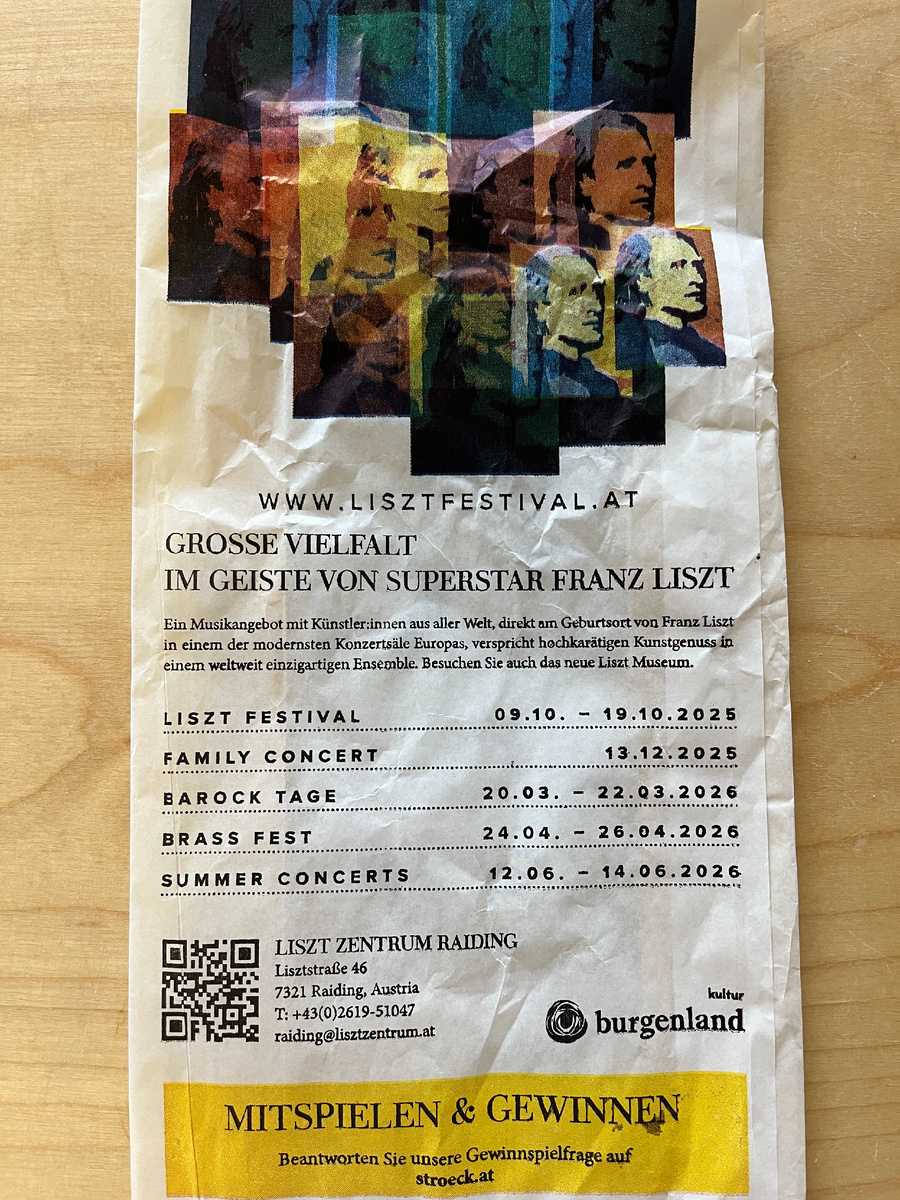 WWW.LISZTFESTIVAL.AT
GROSSE VIELFALT
IM GEISTE VON SUPERSTAR FRANZ LISZT
Ein Musikangebot mit Künstler:innen aus aller Welt, direkt am Geburtsort von Franz Liszt
in einem der modernsten Konzertsäle Europas, verspricht hochkarätigen Kunstgenuss in
einem weltweit einzigartigen Ensemble. Besuchen Sie auch das neue Liszt Museum.
LISZT FESTIVAL 09.10. – 19.10.2025
FAMILY CONCERT 13.12.2025
BAROCK TAGE 20.03. – 22.03.2026
BRASS FEST 24.04. – 26.04.2026
SUMMER CONCERTS 12.06. – 14.06.2026
LISZT ZENTRUM RAIDING
Lisztstraße 46
7321 Raiding, Austria
T: +43(0)2619-51047
raiding@lisztzentrum.at
kultur
burgenland
MITSPIELEN & GEWINNEN
Beantworten Sie unsere Gewinnspielfrage auf
stroeck.at